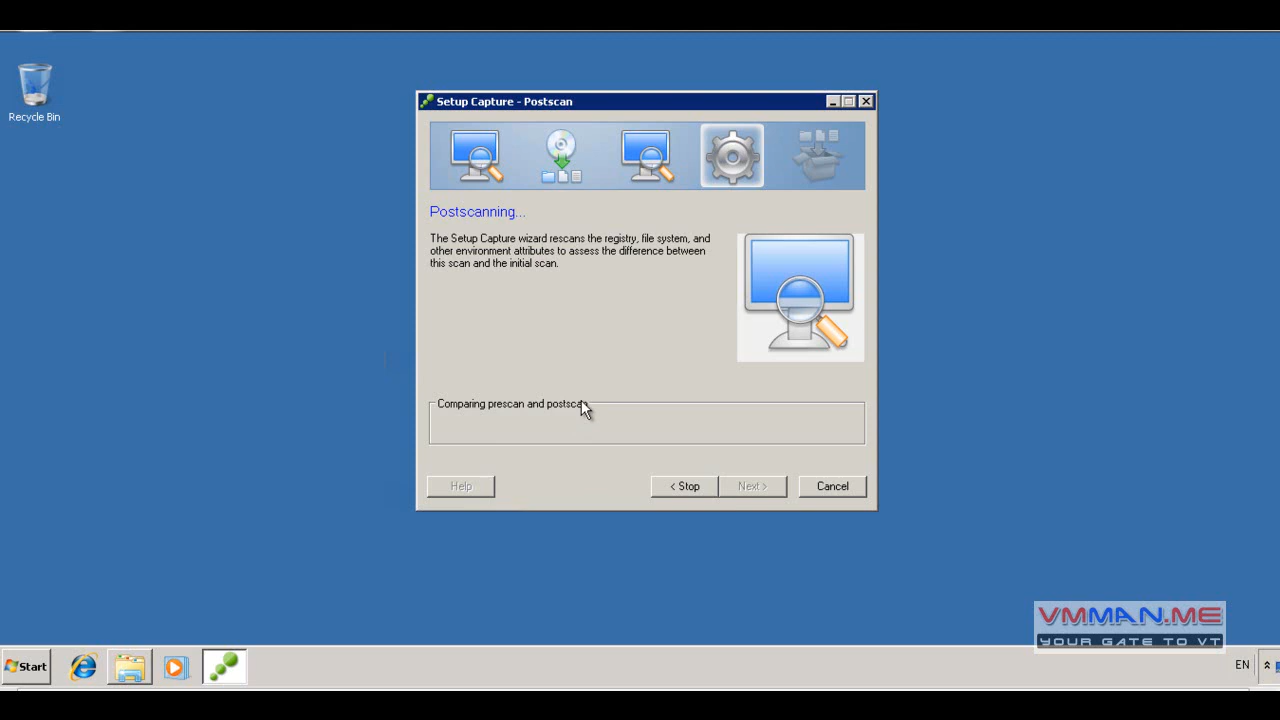 Recycle Bin
Setup Capture - Postscan
Postscanning...
The Setup Capture wizard rescans the registry, file system, and
other environment attributes to assess the difference between
this scan and the initial scan.
Comparing prescan and postscan
Help
< Stop
Next >
Cancel
VMMAN.ME
YOUR GATE TO VT
Start
EN